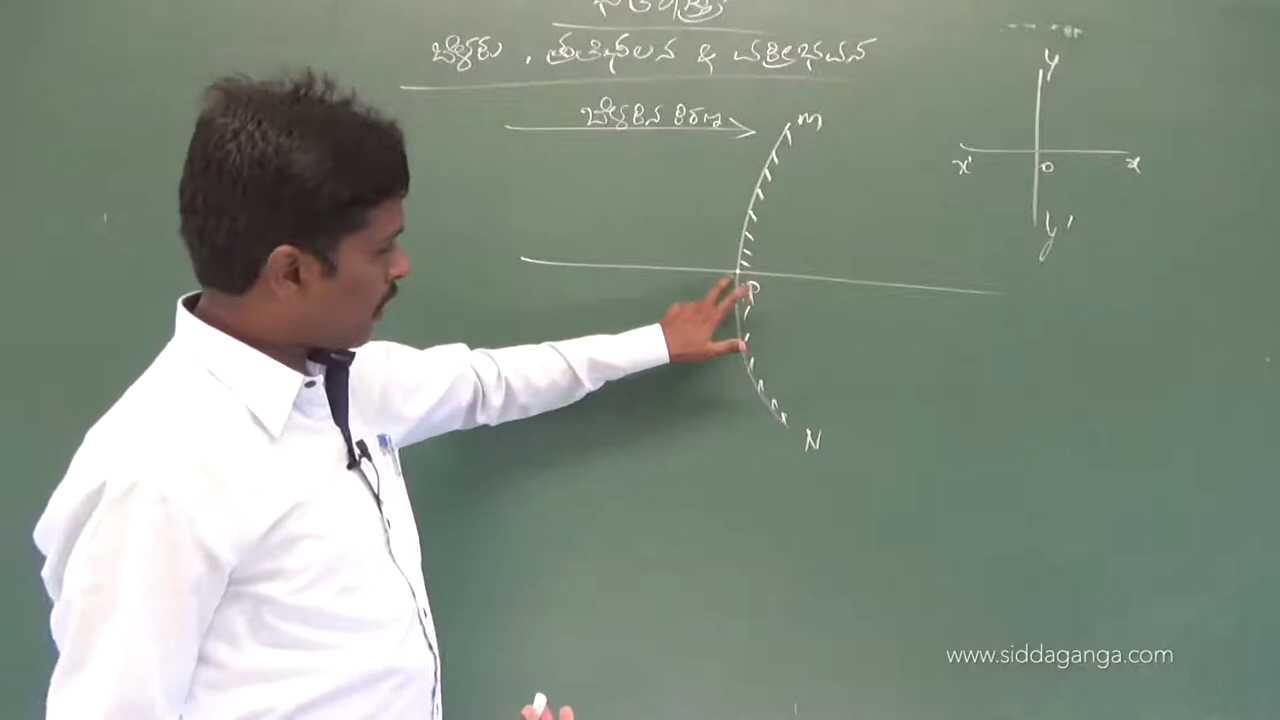 ಬೆಳಕು , ಪ್ರತಿಫಲನ & ವಕ್ರೀಭವನ
ಬೆಳಕಿನ ಕಿರಣ
M
P
N
y
x' o x
y'
www.siddaganga.com